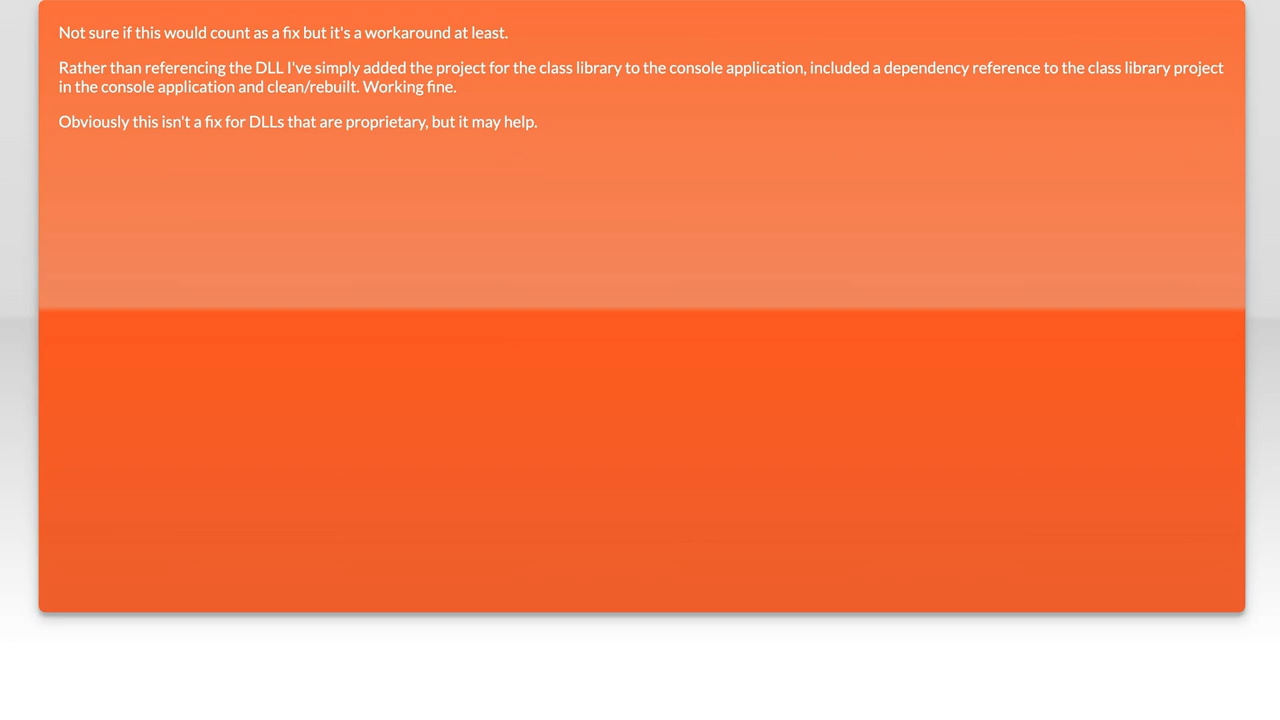 Not sure if this would count as a fix but it's a workaround at least.
Rather than referencing the DLL I've simply added the project for the class library to the console application, included a dependency reference to the class library project
in the console application and clean/rebuilt. Working fine.
Obviously this isn't a fix for DLLs that are proprietary, but it may help.